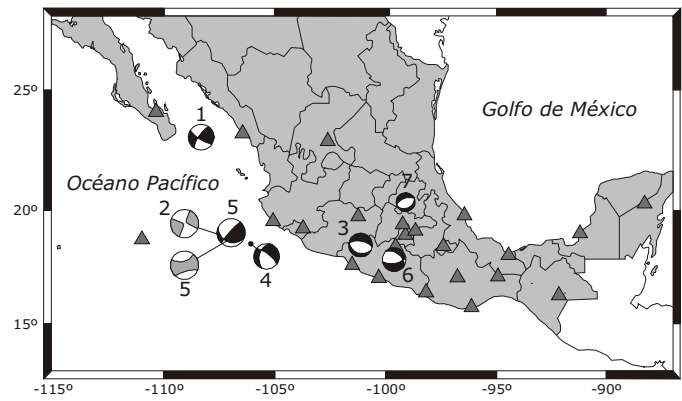 25º
20º
15º
Golfo de México
Océano Pacífico
1
2
5
5
4
3
7
6
-115º
-110º
-105º
-100º
-95º
-90º